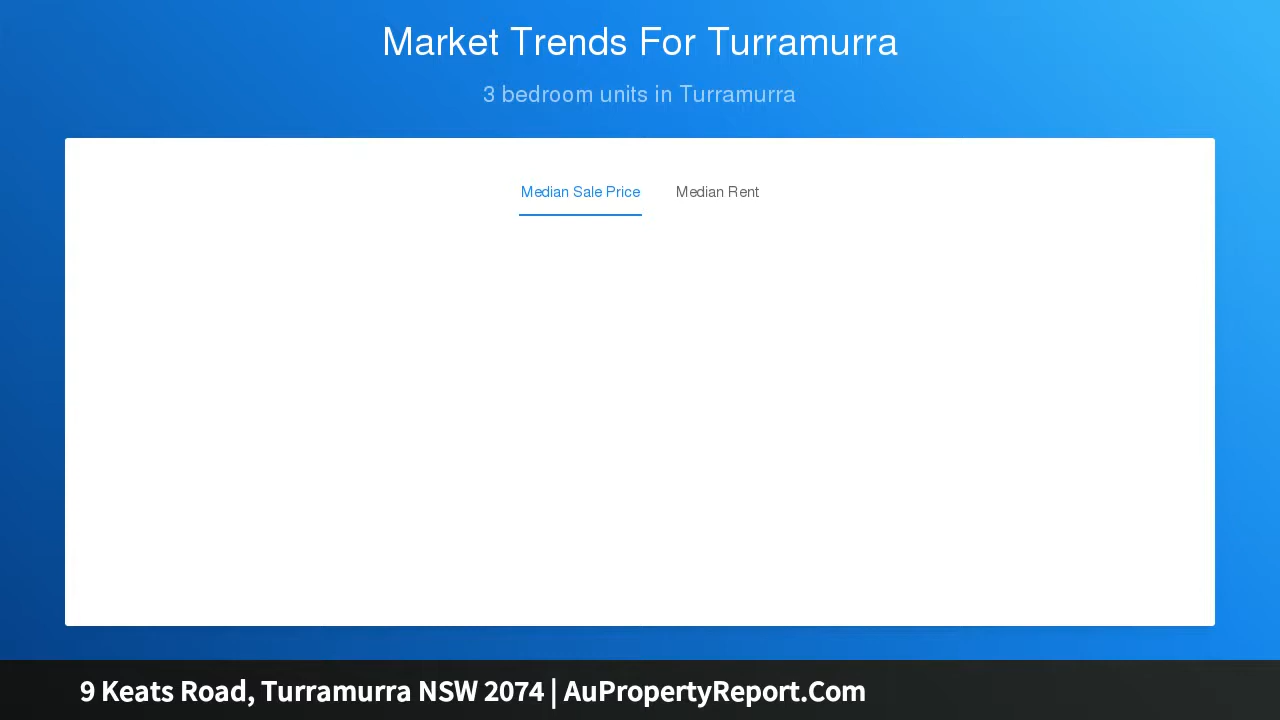 Market Trends For Turramurra
3 bedroom units in Turramurra
Median Sale Price Median Rent
9 Keats Road, Turramurra NSW 2074 | AuPropertyReport.Com